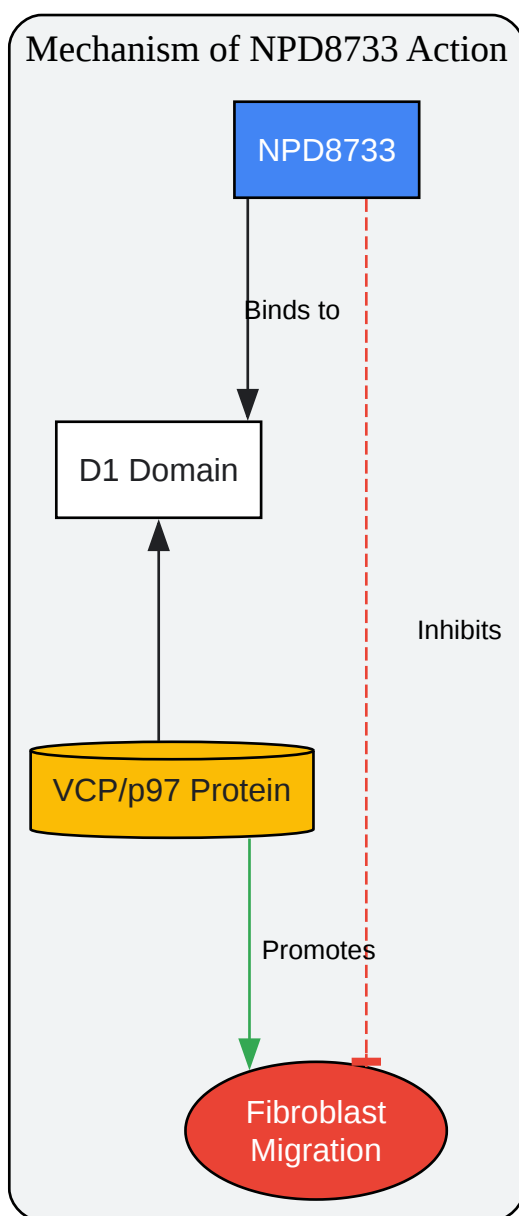 Mechanism of NPD8733 Action
NPD8733
Binds to
D1 Domain
Inhibits
VCP/p97 Protein
Promotes
Fibroblast
Migration